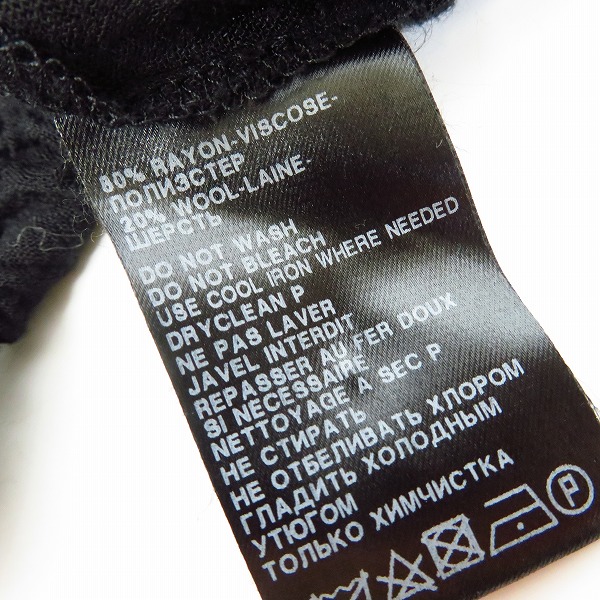 80% RAYON-VISCOSE-
ПОЛИЭСТЕР
20% WOOL-LAINE-
ШЕРСТЬ
DO NOT WASH
DO NOT BLEACH
USE COOL IRON WHERE NEEDED
DRYCLEAN P
NE PAS LAVER
JAVEL INTERDIT
REPASSER AU FER DOUX
SI NECESSAIRE
NETTOYAGE A SEC P
НЕ СТИРАТЬ
НЕ ОТБЕЛИВАТЬ ХЛОРОМ
ГЛАДИТЬ ХОЛОДНЫМ
УТЮГОМ
ТОЛЬКО ХИМЧИСТКА
P